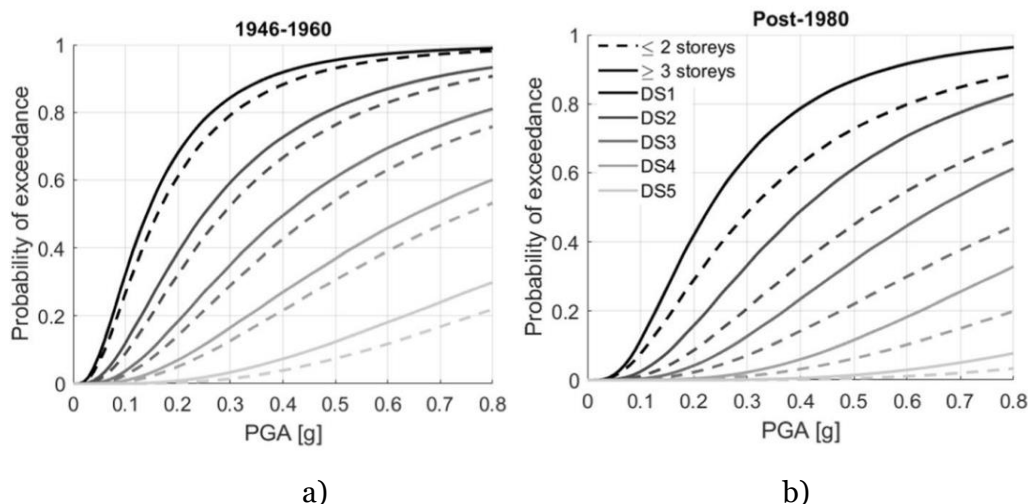 1946-1960
Probability of exceedance
1
0.8
0.6
0.4
0.2
0
0 0.1 0.2 0.3 0.4 0.5 0.6 0.7 0.8
PGA [g]
a)
Post-1980
Probability of exceedance
1
0.8
0.6
0.4
0.2
0
≤ 2 storeys
≥ 3 storeys
DS1
DS2
DS3
DS4
DS5
0 0.1 0.2 0.3 0.4 0.5 0.6 0.7 0.8
PGA [g]
b)